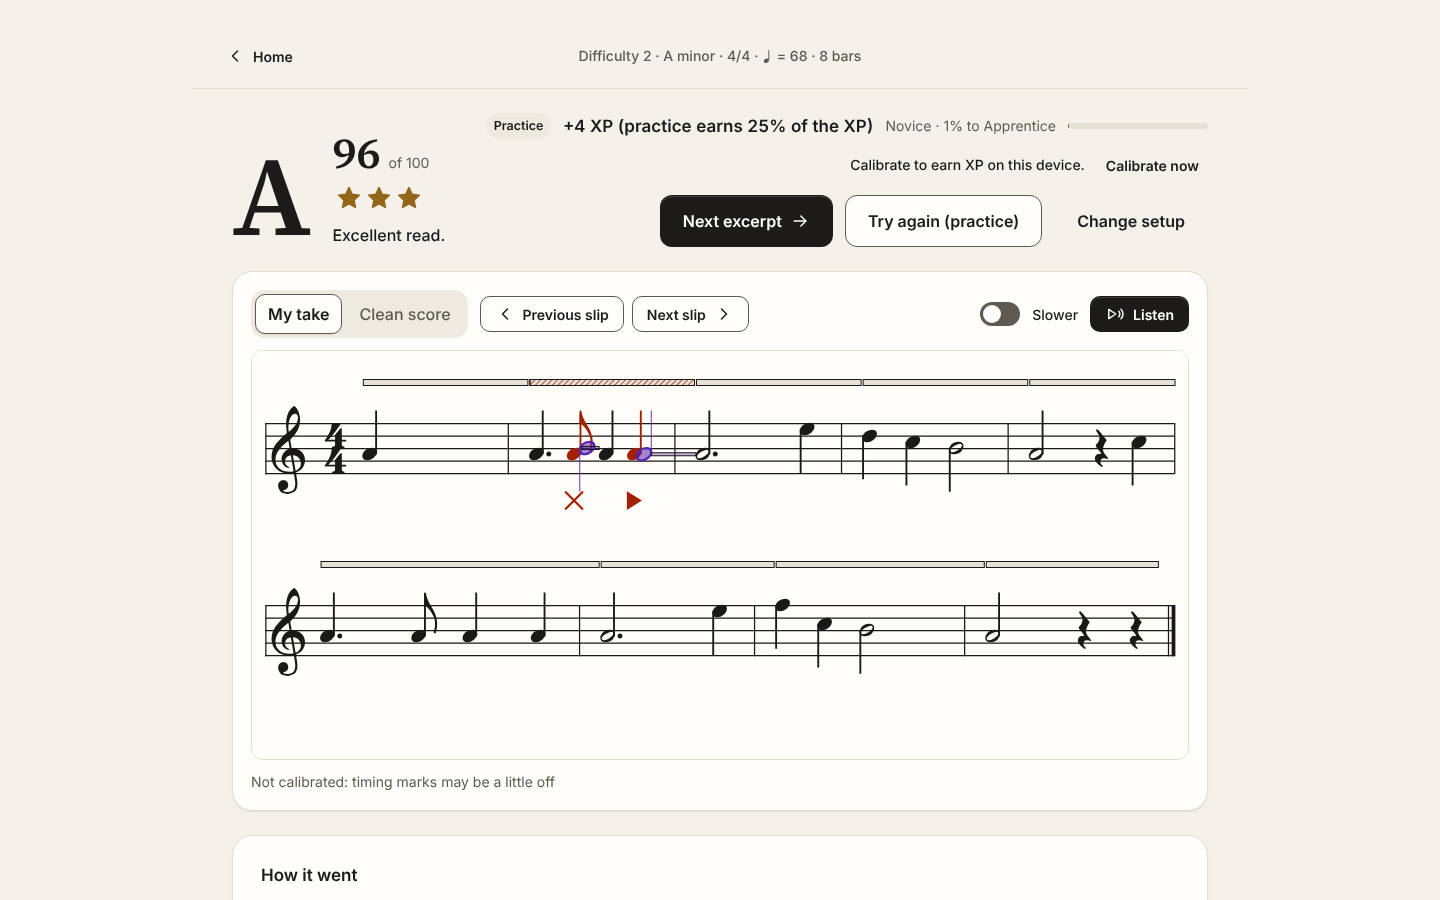 Home
Difficulty 2 · A minor · 4/4 · ♩ = 68 · 8 bars
Practice
+4 XP (practice earns 25% of the XP)
Novice · 1% to Apprentice
A
96 of 100
Excellent read.
Calibrate to earn XP on this device.
Calibrate now
Next excerpt
Try again (practice)
Change setup
My take
Clean score
Previous slip
Next slip
Slower
Listen
4
4
Not calibrated: timing marks may be a little off
How it went